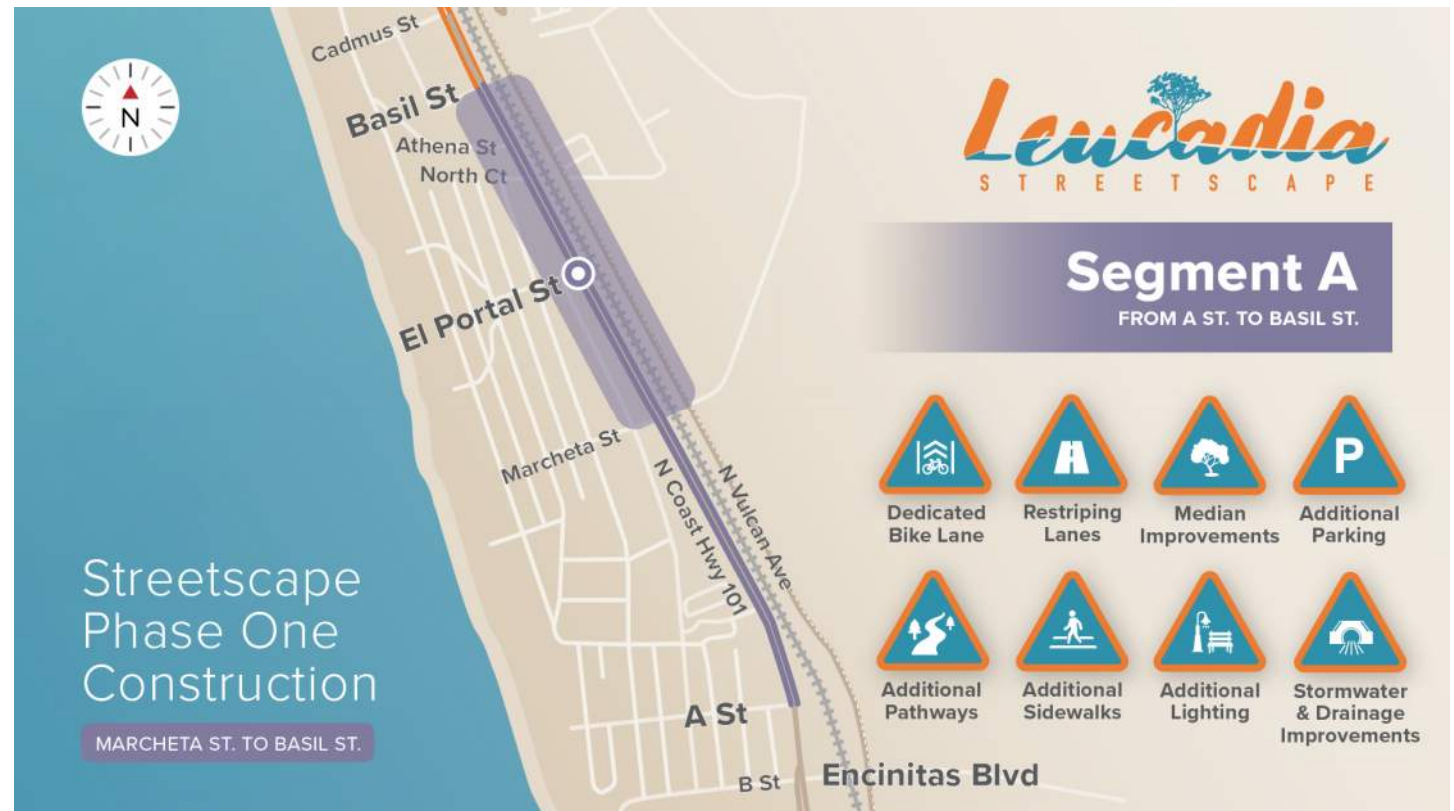 Cadmus St
N
Basil St
Athena St
North Ct
El Portal St
Marcheta St
N Coast Hwy 101
N Vulcan Ave
A St
B St
Encinitas Blvd
Streetscape
Phase One
Construction
MARCHETA ST. TO BASIL ST.
Leucadia
STREETSCAPE
Segment A
FROM A ST. TO BASIL ST.
Dedicated
Bike Lane
Restriping
Lanes
Median
Improvements
P
Additional
Parking
Additional
Pathways
Additional
Sidewalks
Additional
Lighting
Stormwater
& Drainage
Improvements